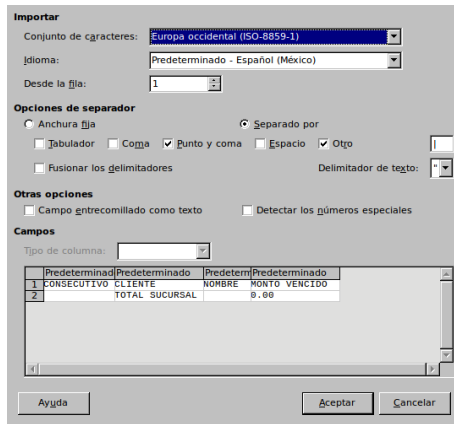 Importar
Conjunto de caracteres: Europa occidental (ISO-8859-1)
Idioma: Predeterminado - Español (México)
Desde la fila: 1
Opciones de separador
Anchura fija Separado por
Tabulador Coma Punto y coma Espacio Otro |
Fusionar los delimitadores Delimitador de texto: "
Otras opciones
Campo entrecomillado como texto Detectar los números especiales
Campos
Tipo de columna:
Predeterminad Predeterminado Predeterm Predeterminado
1 CONSECUTIVO CLIENTE NOMBRE MONTO VENCIDO
2 TOTAL SUCURSAL 0.00
Ayuda Aceptar Cancelar